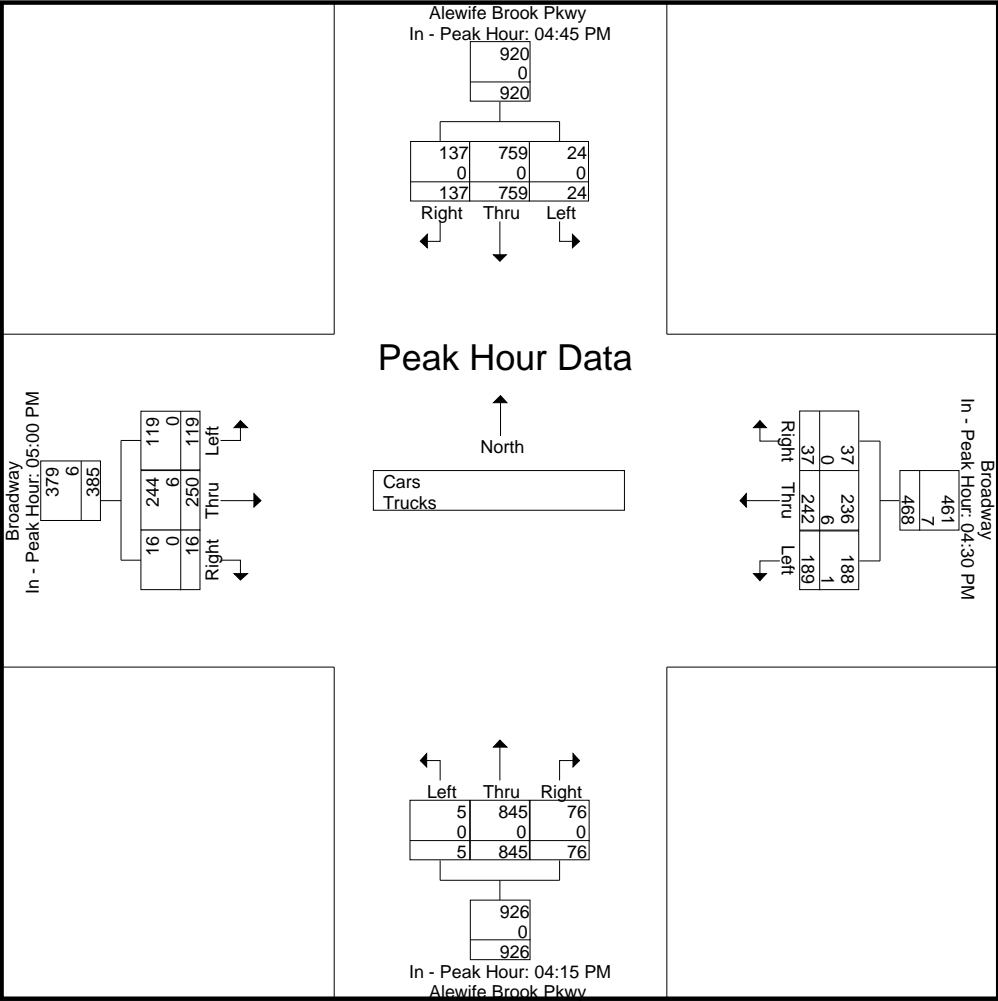 Alewife Brook Pkwy
In - Peak Hour: 04:45 PM
920
0
920
137 759 24
0 0 0
137 759 24
Right Thru Left
Peak Hour Data
North
Cars
Trucks
Broadway
In - Peak Hour: 05:00 PM
379
6
385
119 0 119
244 6 250
16 0 16
Left
Thru
Right
Broadway
In - Peak Hour: 04:30 PM
461
7
468
37 0 37
236 6 242
188 1 189
Right
Thru
Left
Left Thru Right
5 845 76
0 0 0
5 845 76
926
0
926
In - Peak Hour: 04:15 PM
Alewife Brook Pkwy